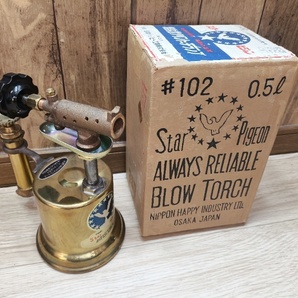 #102 0.5ℓ
Star Pigeon
ALWAYS RELIABLE
BLOW TORCH
NIPPON HAPPY INDUSTRY LTD.
OSAKA JAPAN